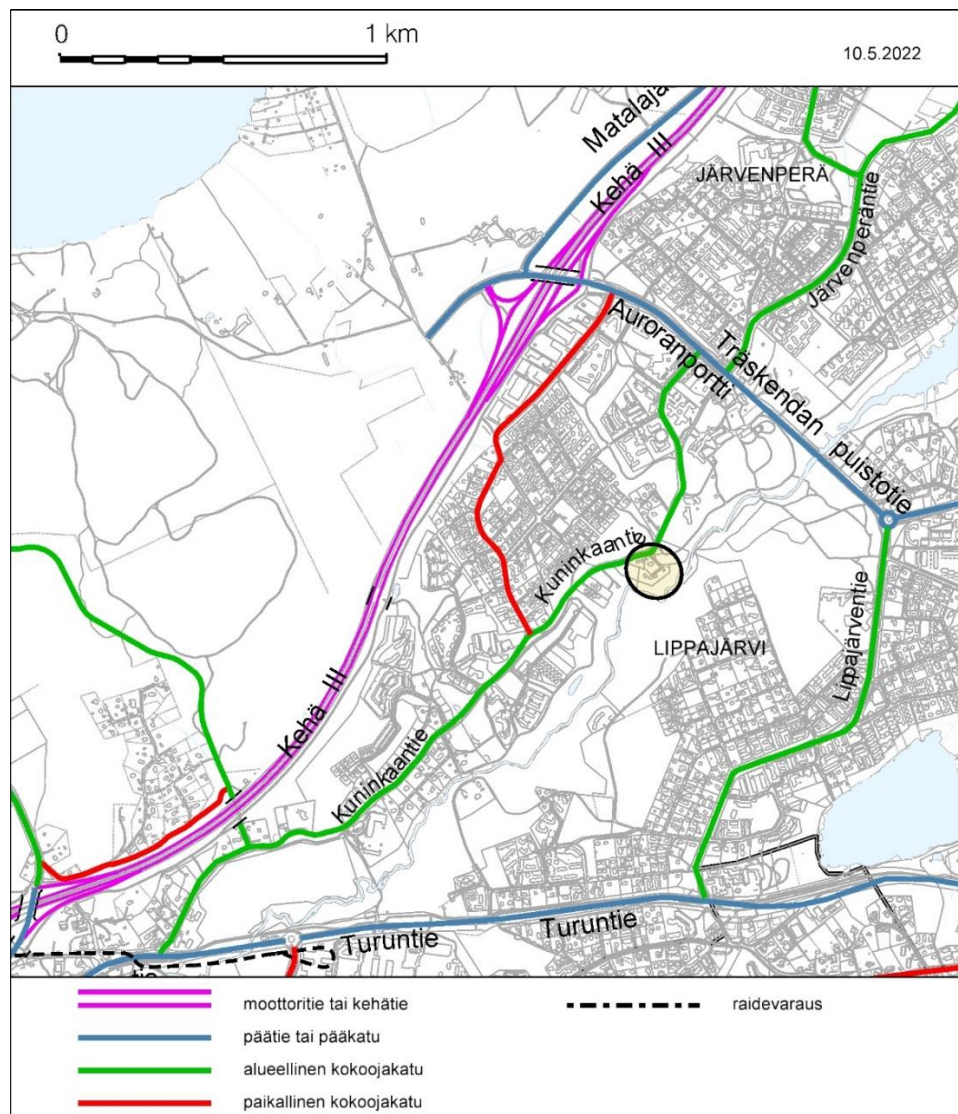 0 1 km
10.5.2022
Matalaja
Kehä III
JÄRVENPERÄ
Järvenperäntie
Auroranportti
Träskendan puistotie
Kuninkaantie
LIPPAJÄRVI
Lippajärventie
Kehä III
Kuninkaantie
Turuntie
Turuntie
moottoritie tai kehätie
raidevaraus
päätie tai pääkatu
alueellinen kokoojakatu
paikallinen kokoojakatu